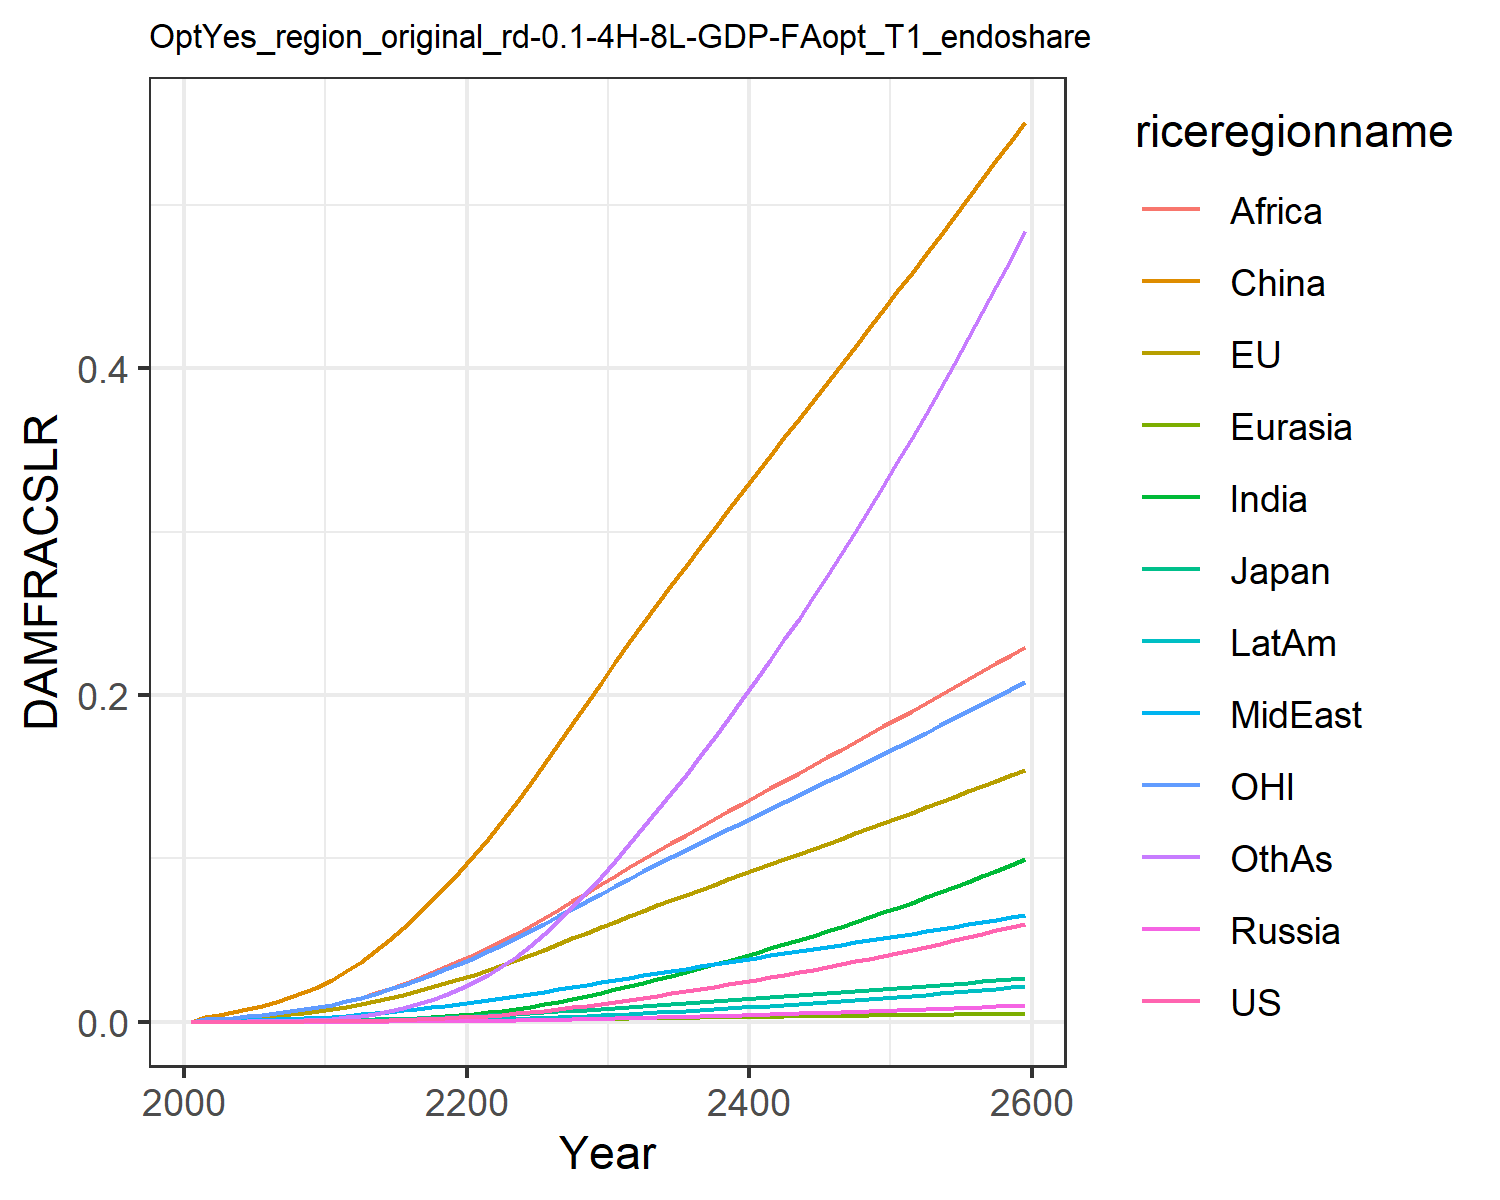 OptYes_region_original_rd-0.1-4H-8L-GDP-FAopt_T1_endoshare
DAMFRACSLR
0.4
0.2
0.0
2000 2200 2400 2600
Year
riceregionname
Africa
China
EU
Eurasia
India
Japan
LatAm
MidEast
OHI
OthAs
Russia
US